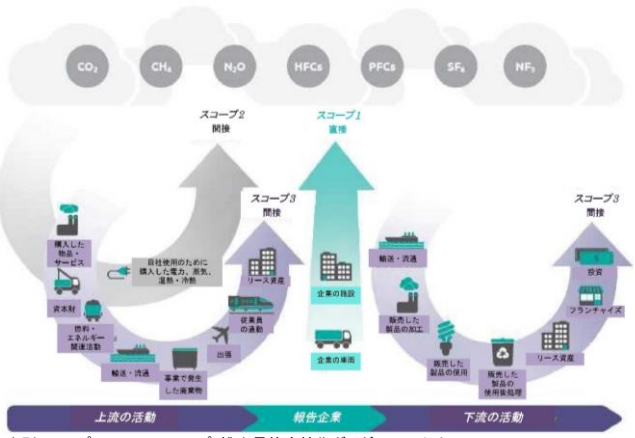 CO₂
CH₄
N₂O
HFCs
PFCs
SF₆
NF₃
スコープ2
間接
スコープ1
直接
スコープ3
間接
スコープ3
間接
購入した
物品・
サービス
資本財
燃料・
エネルギー
関連活動
輸送・流通
事業で発生
した廃棄物
出張
従業員
の通勤
リース資産
自社使用のために
購入した電力、蒸気、
温熱・冷熱
企業の施設
企業の車両
輸送・流通
販売した
製品の加工
販売した
製品の使用
販売した
製品の
使用後処理
リース資産
フランチャイズ
投資
上流の活動
報告企業
下流の活動